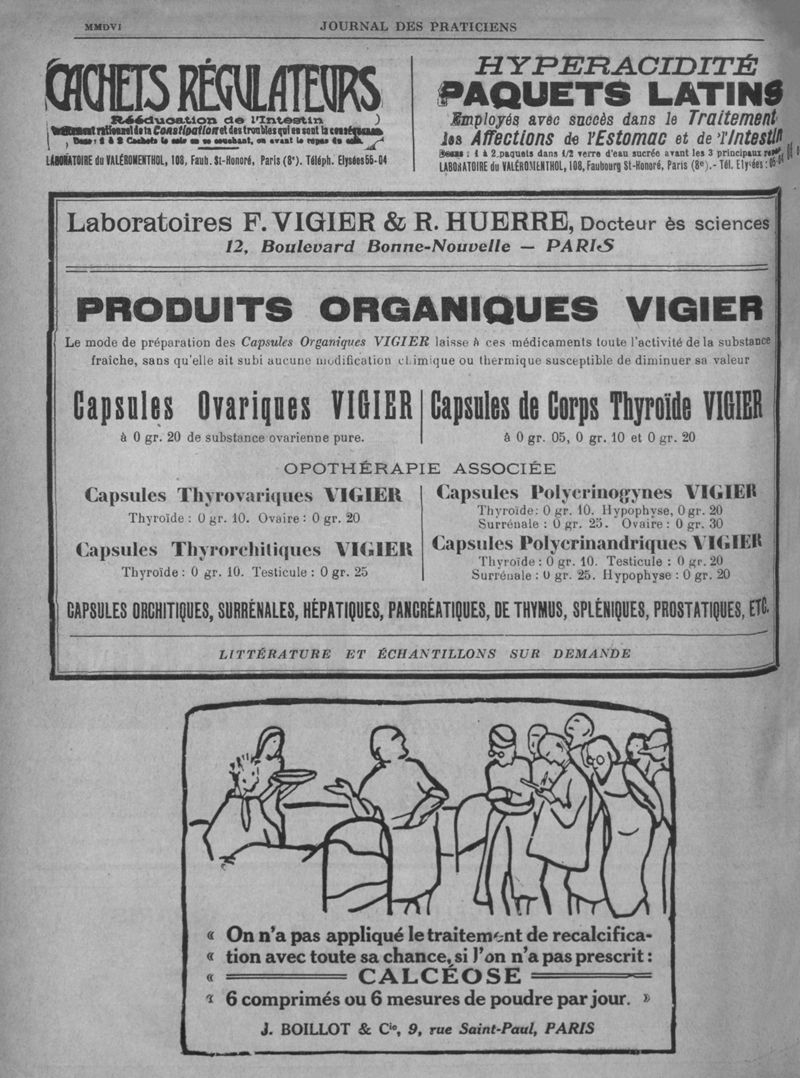 MMDVI
JOURNAL DES PRATICIENS
CACHETS RÉGULATEURS
Rééducation de l'Intestin
Traitement rationnel de la Constipation et des troubles qui en sont la conséquence
Dose : 1 à 2 Cachets le soir en se couchant, ou avant le repas du soir.
LABORATOIRE du VALÉROMENTHOL, 108, Faub. St-Honoré, Paris (8e). Téléph. Elysées 56-04
HYPERACIDITÉ
PAQUETS LATINS
Employés avec succès dans le Traitement
les Affections de l'Estomac et de l'Intestin
Doses : 1 à 2 paquets dans 1/2 verre d'eau sucrée avant les 3 principaux repas
LABORATOIRE du VALÉROMENTHOL, 108, Faubourg St-Honoré, Paris (8e). - Tél. Elysées :
Laboratoires F. VIGIER & R. HUERRE, Docteur ès sciences
12, Boulevard Bonne-Nouvelle — PARIS
PRODUITS ORGANIQUES VIGIER
Le mode de préparation des Capsules Organiques VIGIER laisse à ces médicaments toute l'activité de la substance
fraîche, sans qu'elle ait subi aucune modification chimique ou thermique susceptible de diminuer sa valeur
Capsules Ovariques VIGIER
à 0 gr. 20 de substance ovarienne pure.
Capsules de Corps Thyroïde VIGIER
à 0 gr. 05, 0 gr. 10 et 0 gr. 20
OPOTHÉRAPIE ASSOCIÉE
Capsules Thyrovariques VIGIER
Thyroïde : 0 gr. 10. Ovaire : 0 gr. 20
Capsules Thyrorchitiques VIGIER
Thyroïde : 0 gr. 10. Testicule : 0 gr. 25
Capsules Polycrinogynes VIGIER
Thyroïde: 0 gr. 10. Hypophyse, 0 gr. 20
Surrénale : 0 gr. 25. Ovaire : 0 gr. 30
Capsules Polycrinandriques VIGIER
Thyroïde : 0 gr. 10. Testicule : 0 gr. 20
Surrénale : 0 gr. 25. Hypophyse : 0 gr. 20
CAPSULES ORCHITIQUES, SURRÉNALES, HÉPATIQUES, PANCRÉATIQUES, DE THYMUS, SPLÉNIQUES, PROSTATIQUES, ETC.
LITTÉRATURE ET ÉCHANTILLONS SUR DEMANDE
« On n'a pas appliqué le traitement de recalcifica-
« tion avec toute sa chance, si l'on n'a pas prescrit :
« CALCÉOSE
« 6 comprimés ou 6 mesures de poudre par jour. »
J. BOILLOT & Cie, 9, rue Saint-Paul, PARIS